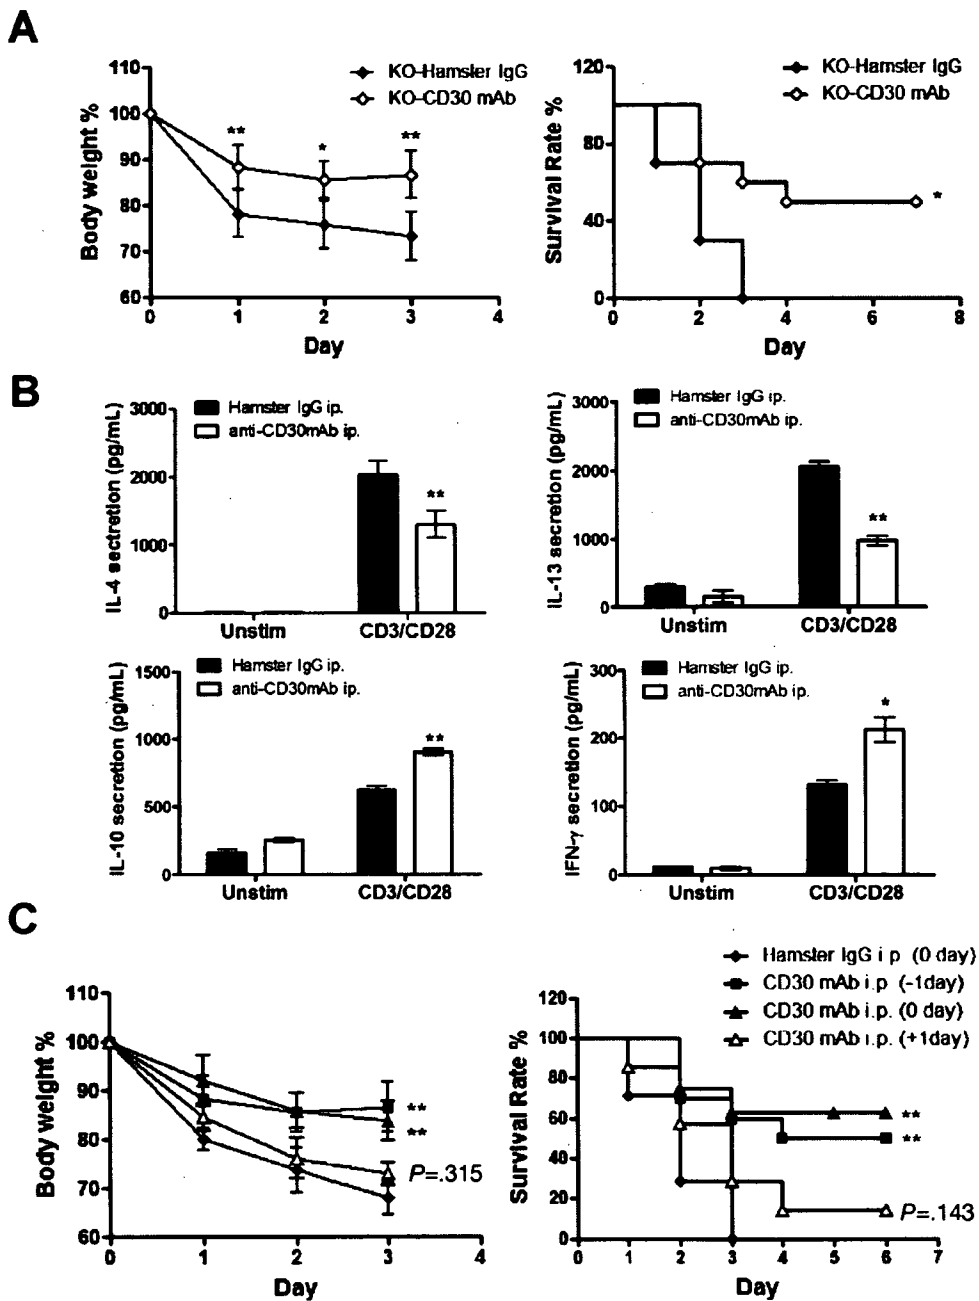 A
KO-Hamster IgG
KO-CD30 mAb
110
100
90
80
70
60
Body weight %
**
*
**
0
1
2
3
4
Day
KO-Hamster IgG
KO-CD30 mAb
120
80
40
0
Survival Rate %
*
0
2
4
6
8
Day
B
Hamster IgG ip.
anti-CD30mAb ip.
3000
2000
1000
0
IL-4 sectretion (pg/mL)
**
Unstim
CD3/CD28
Hamster IgG ip.
anti-CD30mAb ip.
3000
2000
1000
0
IL-13 secretion (pg/mL)
**
Unstim
CD3/CD28
Hamster IgG ip.
anti-CD30mAb ip.
1500
1000
500
0
IL-10 secretion (pg/mL)
**
Unstim
CD3/CD28
Hamster IgG ip.
anti-CD30mAb ip.
300
200
100
0
IFN-γ secretion (pg/mL)
*
Unstim
CD3/CD28
C
110
100
90
80
70
60
Body weight %
**
**
P=.315
0
1
2
3
4
Day
Hamster IgG i p (0 day)
CD30 mAb i.p (-1day)
CD30 mAb i.p. (0 day)
CD30 mAb i.p. (+1day)
120
100
80
60
40
20
0
Survival Rate %
**
**
P=.143
0
1
2
3
4
5
6
7
Day